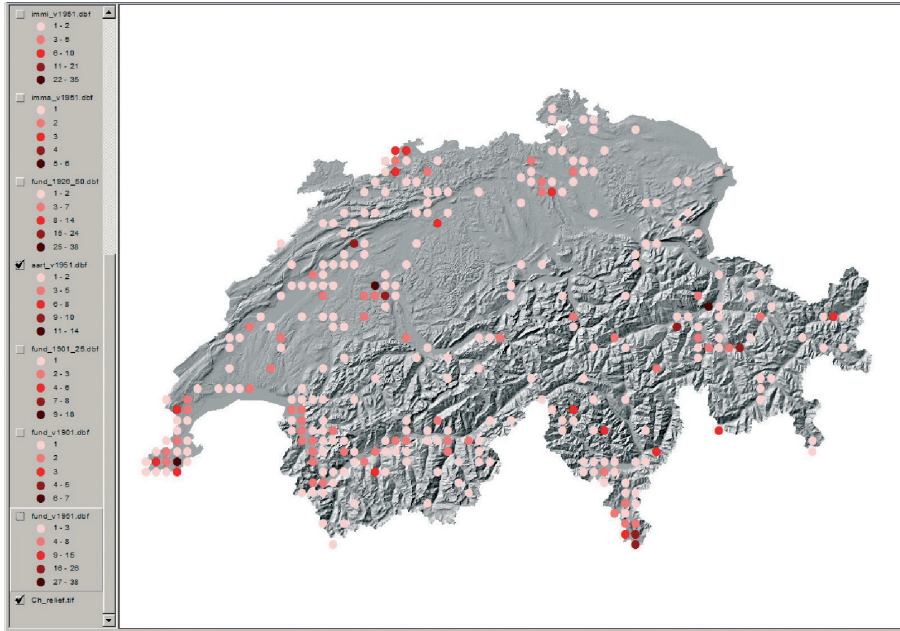 immi_v1951.dbf
1 - 2
3 - 5
6 - 10
11 - 21
22 - 35
imma_v1951.dbf
1
2
3
4
5 - 6
fund_1926_50.dbf
1 - 2
3 - 7
8 - 14
15 - 24
25 - 38
aart_v1951.dbf
1 - 2
3 - 5
6 - 8
9 - 10
11 - 14
fund_1901_25.dbf
1
2 - 3
4 - 6
7 - 8
9 - 18
fund_v1901.dbf
1
2
3
4 - 5
6 - 7
fund_v1951.dbf
1 - 3
4 - 8
9 - 15
16 - 26
27 - 38
Ch_relief.tif